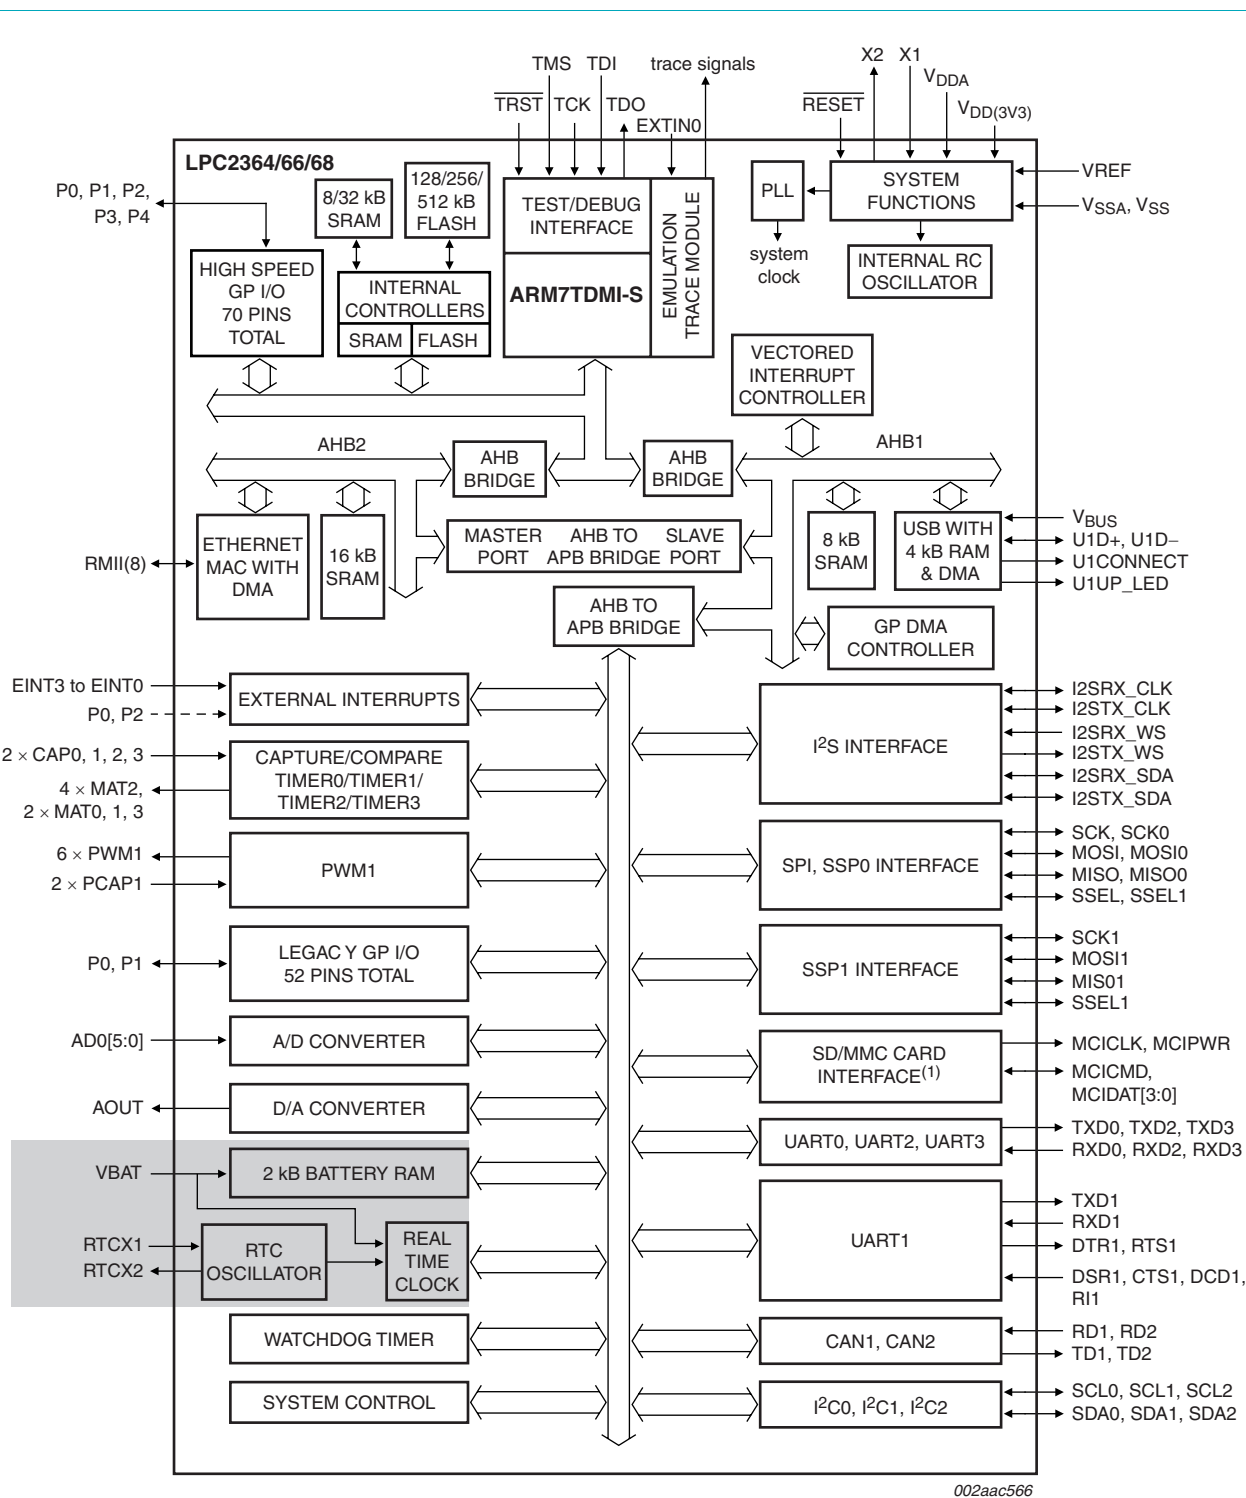 TMS TDI trace signals
TRST TCK TDO
EXTIN0
X2 X1
VDDA
RESET VDD(3V3)
LPC2364/66/68
P0, P1, P2,
P3, P4
8/32 kB
SRAM
128/256/
512 kB
FLASH
TEST/DEBUG
INTERFACE
EMULATION
TRACE MODULE
PLL
SYSTEM
FUNCTIONS
VREF
VSSA, VSS
system
clock
INTERNAL RC
OSCILLATOR
HIGH SPEED
GP I/O
70 PINS
TOTAL
INTERNAL
CONTROLLERS
SRAM FLASH
ARM7TDMI-S
VECTORED
INTERRUPT
CONTROLLER
AHB2
AHB
BRIDGE
AHB
BRIDGE
AHB1
RMII(8)
ETHERNET
MAC WITH
DMA
16 kB
SRAM
MASTER AHB TO SLAVE
PORT APB BRIDGE PORT
8 kB
SRAM
USB WITH
4 kB RAM
& DMA
VBUS
U1D+, U1D−
U1CONNECT
U1UP_LED
AHB TO
APB BRIDGE
GP DMA
CONTROLLER
EINT3 to EINT0
P0, P2
EXTERNAL INTERRUPTS
I2S INTERFACE
I2SRX_CLK
I2STX_CLK
I2SRX_WS
I2STX_WS
I2SRX_SDA
I2STX_SDA
2 × CAP0, 1, 2, 3
4 × MAT2,
2 × MAT0, 1, 3
CAPTURE/COMPARE
TIMER0/TIMER1/
TIMER2/TIMER3
6 × PWM1
2 × PCAP1
PWM1
SPI, SSP0 INTERFACE
SCK, SCK0
MOSI, MOSI0
MISO, MISO0
SSEL, SSEL1
P0, P1
LEGACY GP I/O
52 PINS TOTAL
SSP1 INTERFACE
SCK1
MOSI1
MIS01
SSEL1
AD0[5:0]
A/D CONVERTER
SD/MMC CARD
INTERFACE(1)
MCICLK, MCIPWR
MCICMD,
MCIDAT[3:0]
AOUT
D/A CONVERTER
UART0, UART2, UART3
TXD0, TXD2, TXD3
RXD0, RXD2, RXD3
VBAT
2 kB BATTERY RAM
UART1
TXD1
RXD1
DTR1, RTS1
DSR1, CTS1, DCD1,
RI1
RTCX1
RTCX2
RTC
OSCILLATOR
REAL
TIME
CLOCK
WATCHDOG TIMER
CAN1, CAN2
RD1, RD2
TD1, TD2
SYSTEM CONTROL
I2C0, I2C1, I2C2
SCL0, SCL1, SCL2
SDA0, SDA1, SDA2
002aac566